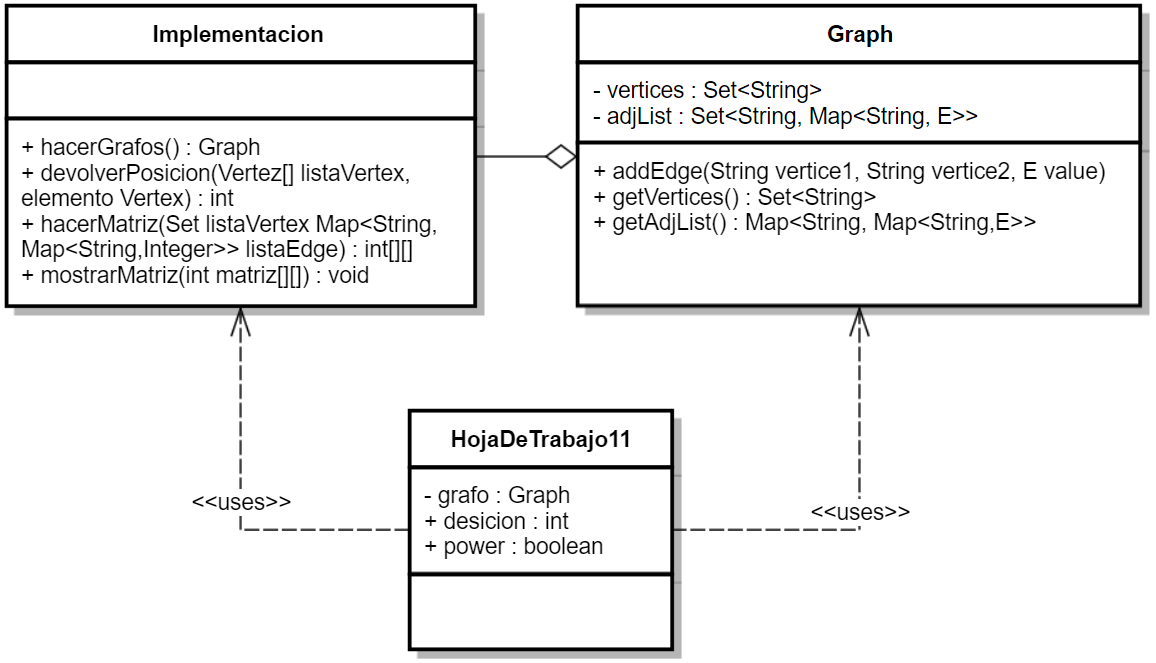 Implementacion
+ hacerGrafos() : Graph
+ devolverPosicion(Vertez[] listaVertex,
elemento Vertex) : int
+ hacerMatriz(Set listaVertex Map<String,
Map<String,Integer>> listaEdge) : int[][]
+ mostrarMatriz(int matriz[][]) : void
Graph
- vertices : Set<String>
- adjList : Set<String, Map<String, E>>
+ addEdge(String vertice1, String vertice2, E value)
+ getVertices() : Set<String>
+ getAdjList() : Map<String, Map<String,E>>
HojaDeTrabajo11
- grafo : Graph
+ desicion : int
+ power : boolean
<<uses>>
<<uses>>